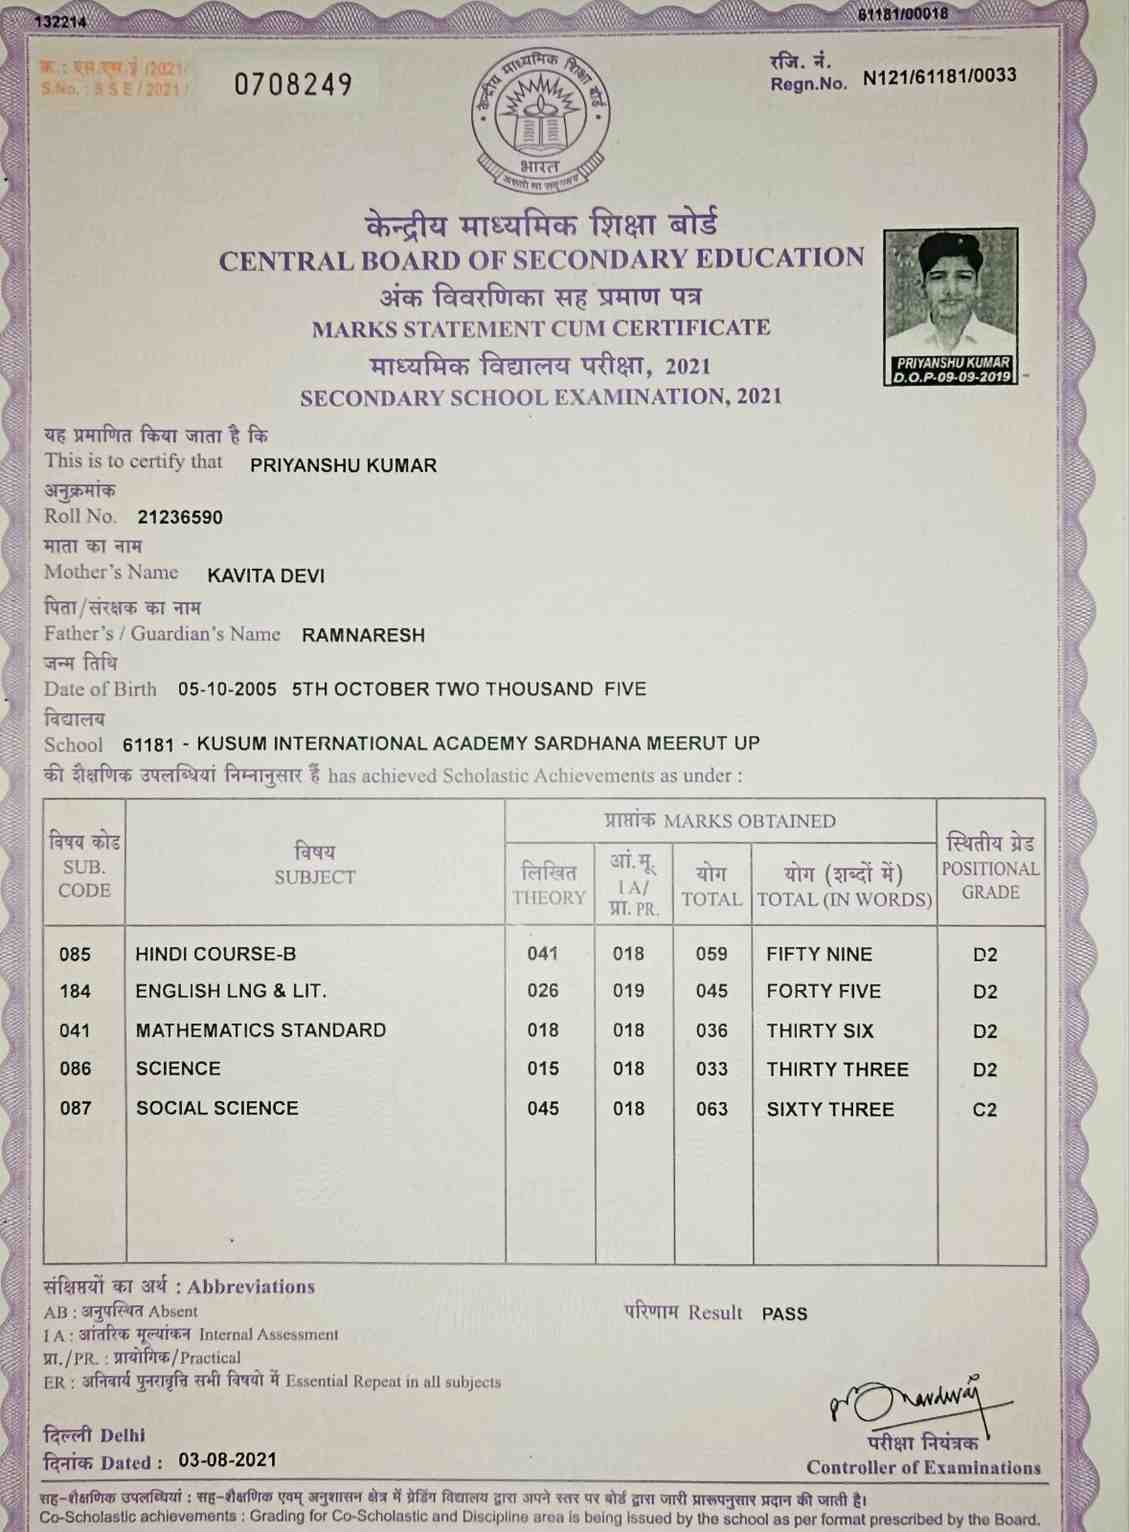 132214
61181/00018
क्र.: एस.एस.ई /2021/
S.No. : S S E / 2021 /
0708249
रजि. नं.
Regn.No. N121/61181/0033
केन्द्रीय माध्यमिक शिक्षा बोर्ड
भारत
असतो मा सद्गमय
केन्द्रीय माध्यमिक शिक्षा बोर्ड
CENTRAL BOARD OF SECONDARY EDUCATION
अंक विवरणिका सह प्रमाण पत्र
MARKS STATEMENT CUM CERTIFICATE
माध्यमिक विद्यालय परीक्षा, 2021
SECONDARY SCHOOL EXAMINATION, 2021
PRIYANSHU KUMAR
D.O.P-09-09-2019
यह प्रमाणित किया जाता है कि
This is to certify that PRIYANSHU KUMAR
अनुक्रमांक
Roll No. 21236590
माता का नाम
Mother's Name KAVITA DEVI
पिता/संरक्षक का नाम
Father's / Guardian's Name RAMNARESH
जन्म तिथि
Date of Birth 05-10-2005 5TH OCTOBER TWO THOUSAND FIVE
विद्यालय
School 61181 - KUSUM INTERNATIONAL ACADEMY SARDHANA MEERUT UP
की शैक्षणिक उपलब्धियां निम्नानुसार हैं has achieved Scholastic Achievements as under :
विषय कोड
SUB.
CODE
विषय
SUBJECT
प्राप्तांक MARKS OBTAINED
लिखित
THEORY
आं.मू.
I A/
प्रा. PR.
योग
TOTAL
योग (शब्दों में)
TOTAL (IN WORDS)
स्थितीय ग्रेड
POSITIONAL
GRADE
085 HINDI COURSE-B 041 018 059 FIFTY NINE D2
184 ENGLISH LNG & LIT. 026 019 045 FORTY FIVE D2
041 MATHEMATICS STANDARD 018 018 036 THIRTY SIX D2
086 SCIENCE 015 018 033 THIRTY THREE D2
087 SOCIAL SCIENCE 045 018 063 SIXTY THREE C2
संक्षिप्तियों का अर्थ : Abbreviations
AB : अनुपस्थित Absent
I A : आंतरिक मूल्यांकन Internal Assessment
प्रा./PR. : प्रायोगिक/Practical
ER : अनिवार्य पुनरावृत्ति सभी विषयों में Essential Repeat in all subjects
परिणाम Result PASS
दिल्ली Delhi
दिनांक Dated : 03-08-2021
परीक्षा नियंत्रक
Controller of Examinations
सह-शैक्षणिक उपलब्धियां : सह-शैक्षणिक एवम् अनुशासन क्षेत्र में ग्रेडिंग विद्यालय द्वारा अपने स्तर पर बोर्ड द्वारा जारी प्रारूपनुसार प्रदान की जाती है।
Co-Scholastic achievements : Grading for Co-Scholastic and Discipline area is being issued by the school as per format prescribed by the Board.